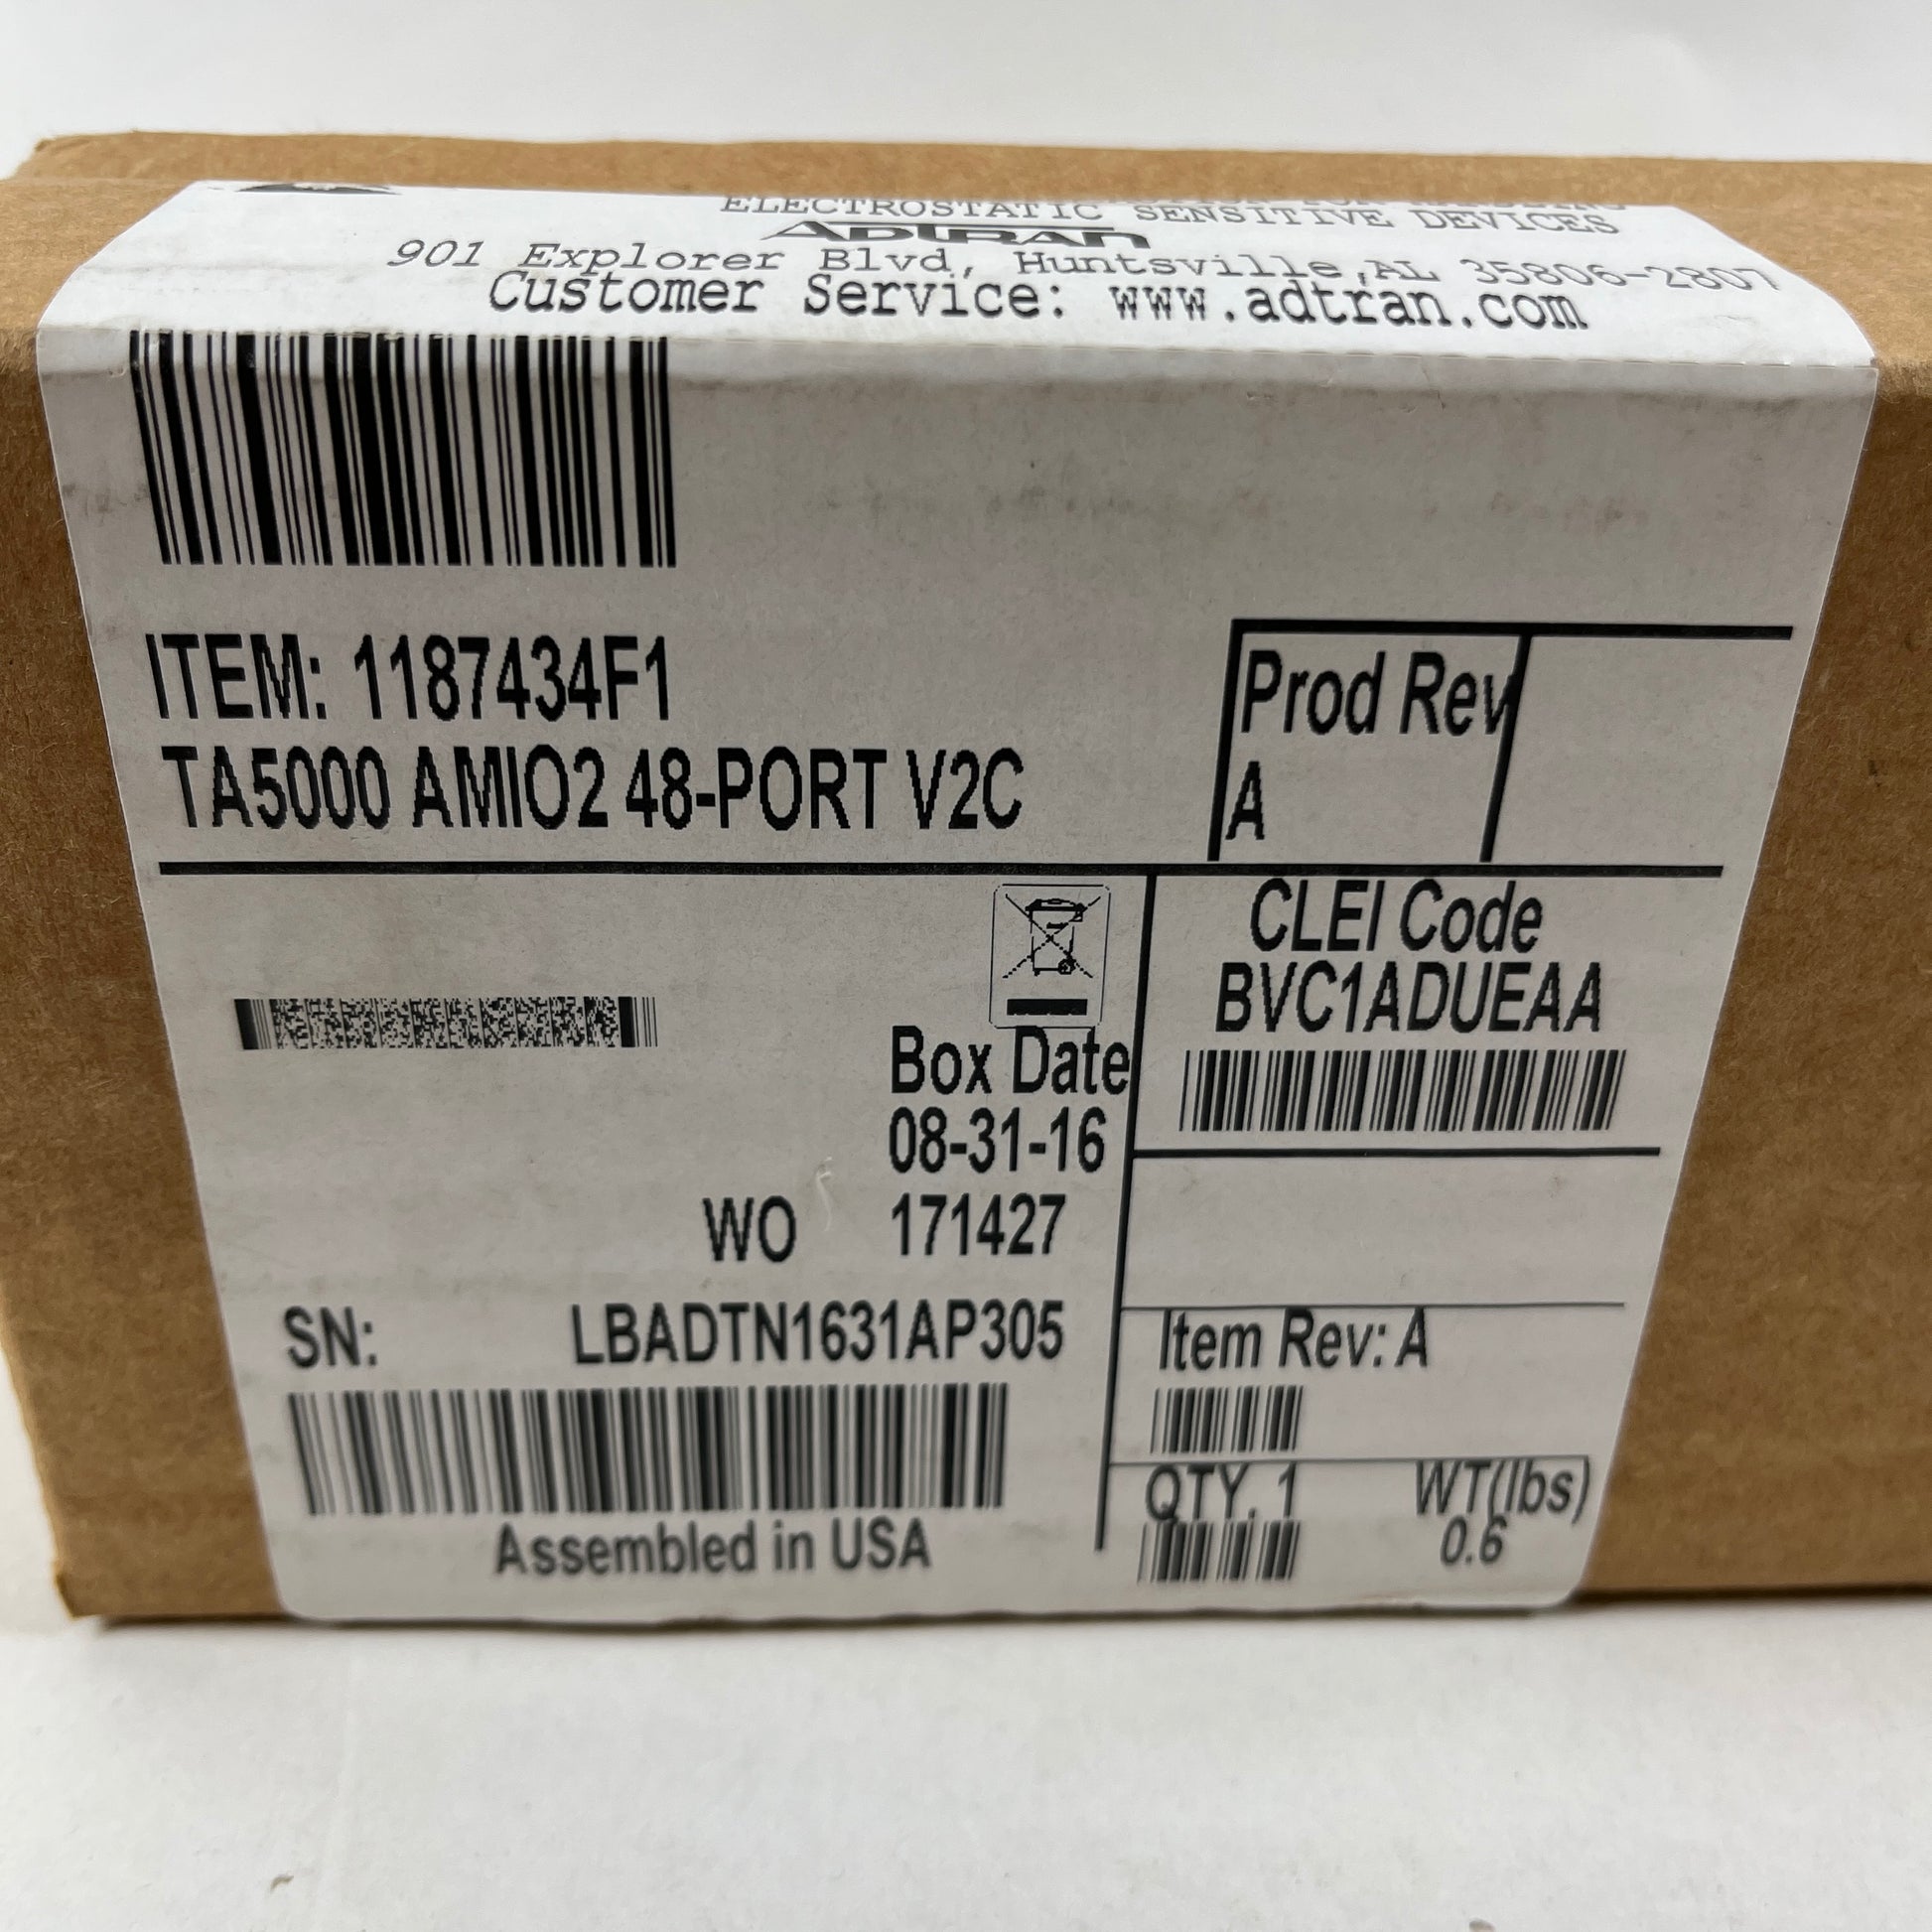 ELECTROSTATIC SENSITIVE DEVICES
ADTRAN
901 Explorer Blvd, Huntsville,AL 35806-2807
Customer Service: www.adtran.com
ITEM: 1187434F1
TA5000 AMIO2 48-PORT V2C
Prod Rev
A
CLEI Code
BVC1ADUEAA
Box Date
08-31-16
WO 171427
SN: LBADTN1631AP305
Assembled in USA
Item Rev: A
QTY. 1 WT(lbs)
0.6